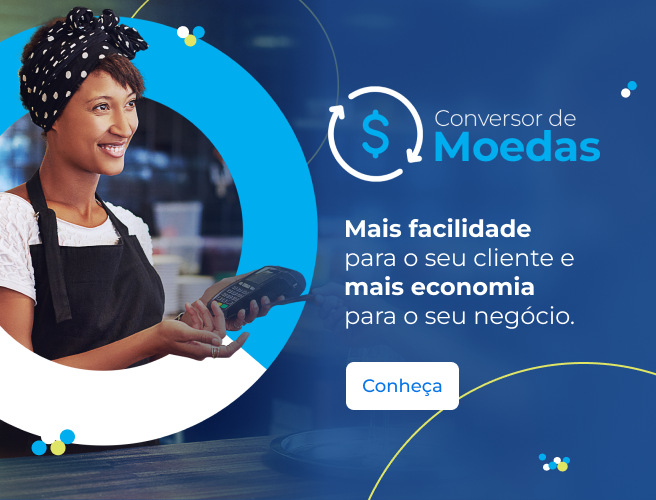 Conversor de
Moedas
Mais facilidade
para o seu cliente e
mais economia
para o seu negócio.
Conheça